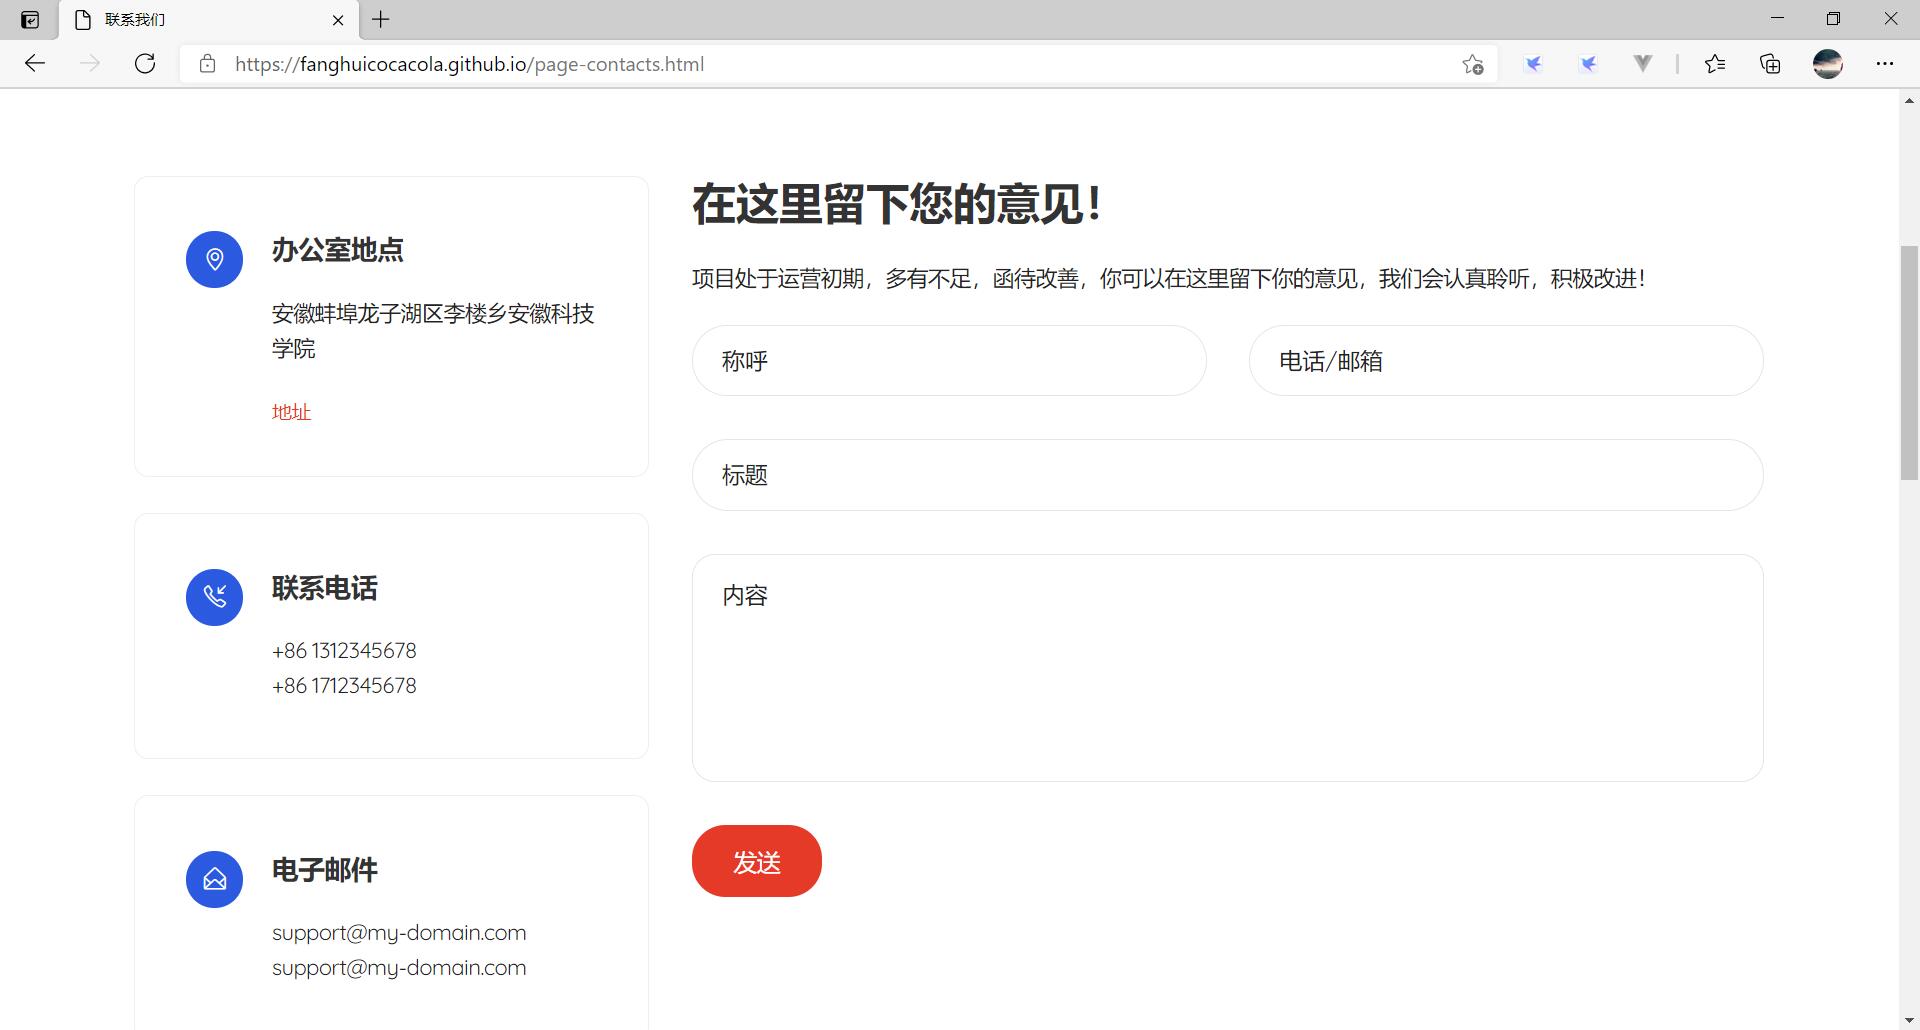 联系我们
https://fanghuicocacola.github.io/page-contacts.html
办公室地点
安徽蚌埠龙子湖区李楼乡安徽科技
学院
地址
联系电话
+86 1312345678
+86 1712345678
电子邮件
support@my-domain.com
support@my-domain.com
在这里留下您的意见!
项目处于运营初期，多有不足，函待改善，你可以在这里留下你的意见，我们会认真聆听，积极改进!
称呼
电话/邮箱
标题
内容
发送